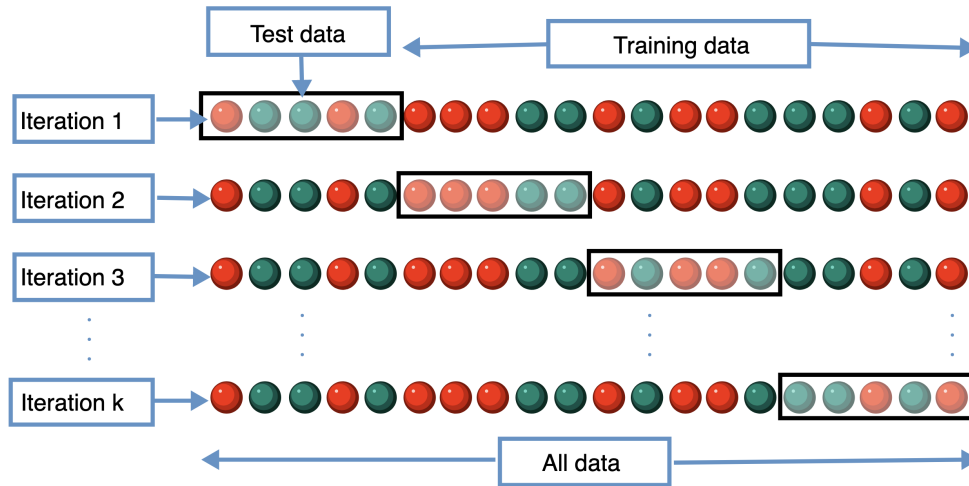 Test data
Training data
Iteration 1
Iteration 2
Iteration 3
Iteration k
All data